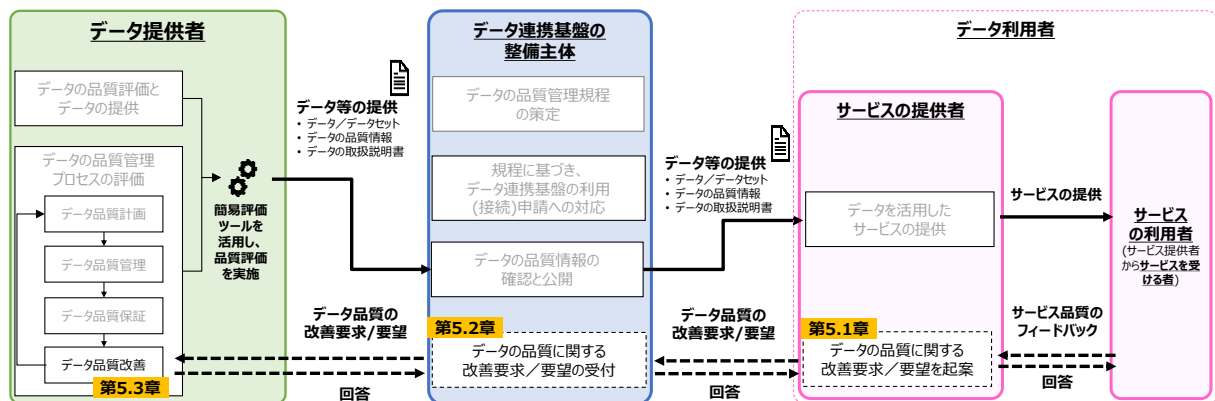 データ提供者
データの品質評価と
データの提供
データの品質管理
プロセスの評価
データ品質計画
データ品質管理
データ品質保証
データ品質改善
第5.3章
簡易評価
ツールを
活用し、
品質評価
を実施
データ等の提供
• データ／データセット
• データの品質情報
• データの取扱説明書
データ品質の
改善要求/要望
回答
データ連携基盤の
整備主体
データの品質管理規程
の策定
規程に基づき、
データ連携基盤の利用
(接続)申請への対応
データの品質情報の
確認と公開
第5.2章
データの品質に関する
改善要求／要望の受付
データ等の提供
• データ／データセット
• データの品質情報
• データの取扱説明書
データ品質の
改善要求/要望
回答
データ利用者
サービスの提供者
データを活用した
サービスの提供
第5.1章
データの品質に関する
改善要求／要望を起案
サービスの提供
サービス品質の
フィードバック
回答
サービス
の利用者
(サービス提供者
からサービスを受
ける者)